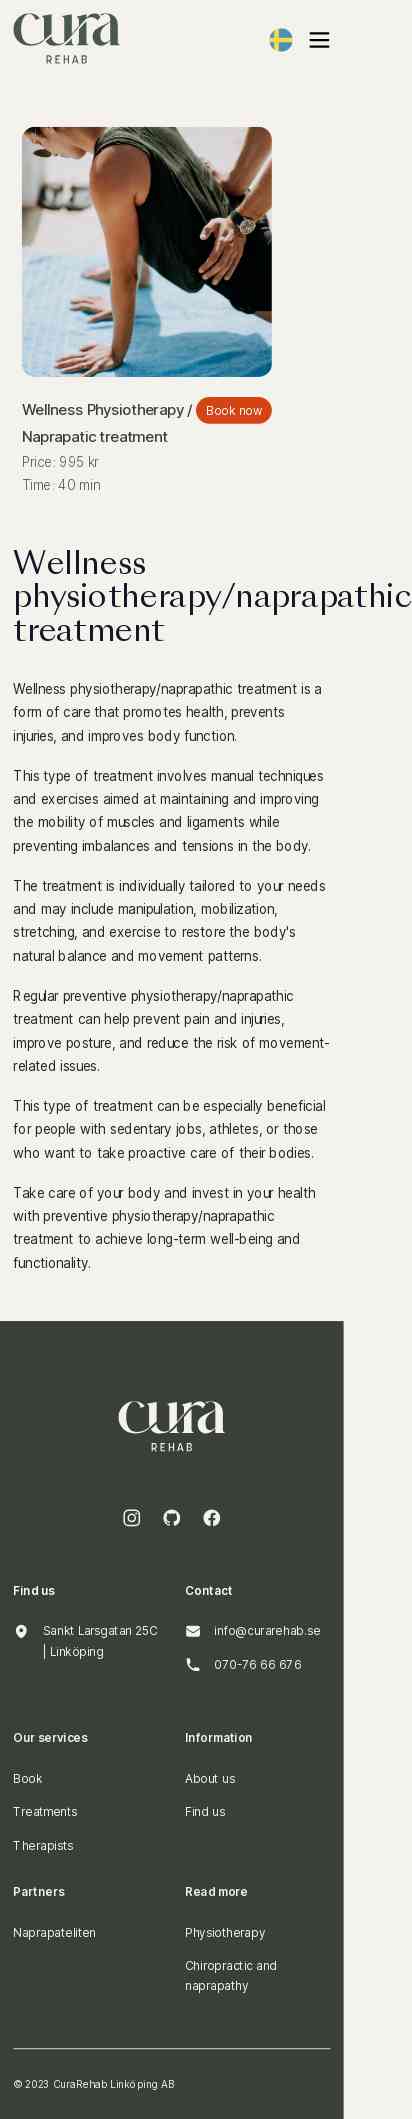 cura
REHAB
Wellness Physiotherapy / Book now
Naprapatic treatment
Price: 995 kr
Time: 40 min
Wellness
physiotherapy/naprapathic
treatment
Wellness physiotherapy/naprapathic treatment is a
form of care that promotes health, prevents
injuries, and improves body function.
This type of treatment involves manual techniques
and exercises aimed at maintaining and improving
the mobility of muscles and ligaments while
preventing imbalances and tensions in the body.
The treatment is individually tailored to your needs
and may include manipulation, mobilization,
stretching, and exercise to restore the body's
natural balance and movement patterns.
Regular preventive physiotherapy/naprapathic
treatment can help prevent pain and injuries,
improve posture, and reduce the risk of movement-
related issues.
This type of treatment can be especially beneficial
for people with sedentary jobs, athletes, or those
who want to take proactive care of their bodies.
Take care of your body and invest in your health
with preventive physiotherapy/naprapathic
treatment to achieve long-term well-being and
functionality.
cura
REHAB
Find us
Sankt Larsgatan 25C
| Linköping
Contact
info@curarehab.se
070-76 66 676
Our services
Book
Treatments
Therapists
Information
About us
Find us
Partners
Naprapateliten
Read more
Physiotherapy
Chiropractic and
naprapathy
© 2023 CuraRehab Linköping AB